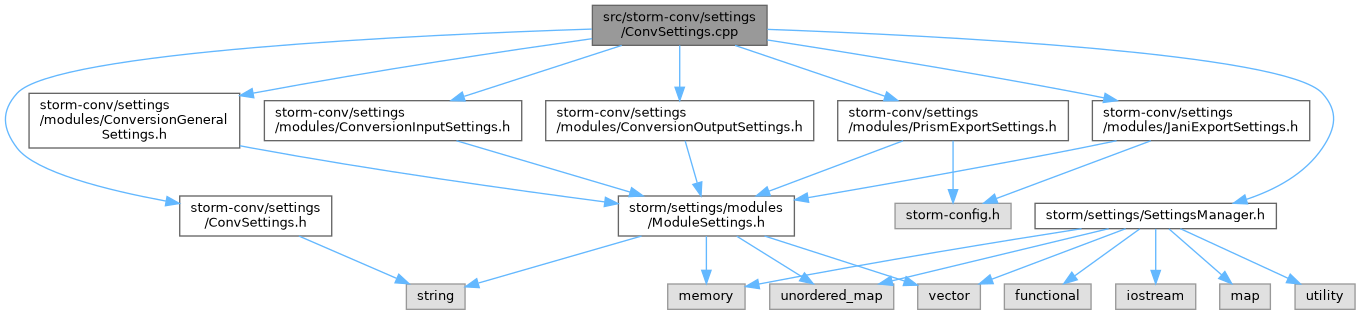 src/storm-conv/settings
/ConvSettings.cpp
storm-conv/settings
/modules/ConversionGeneral
Settings.h
storm-conv/settings
/modules/ConversionInputSettings.h
storm-conv/settings
/modules/ConversionOutputSettings.h
storm-conv/settings
/modules/PrismExportSettings.h
storm-conv/settings
/modules/JaniExportSettings.h
storm-conv/settings
/ConvSettings.h
storm/settings/modules
/ModuleSettings.h
storm-config.h
storm/settings/SettingsManager.h
string
memory
unordered_map
vector
functional
iostream
map
utility